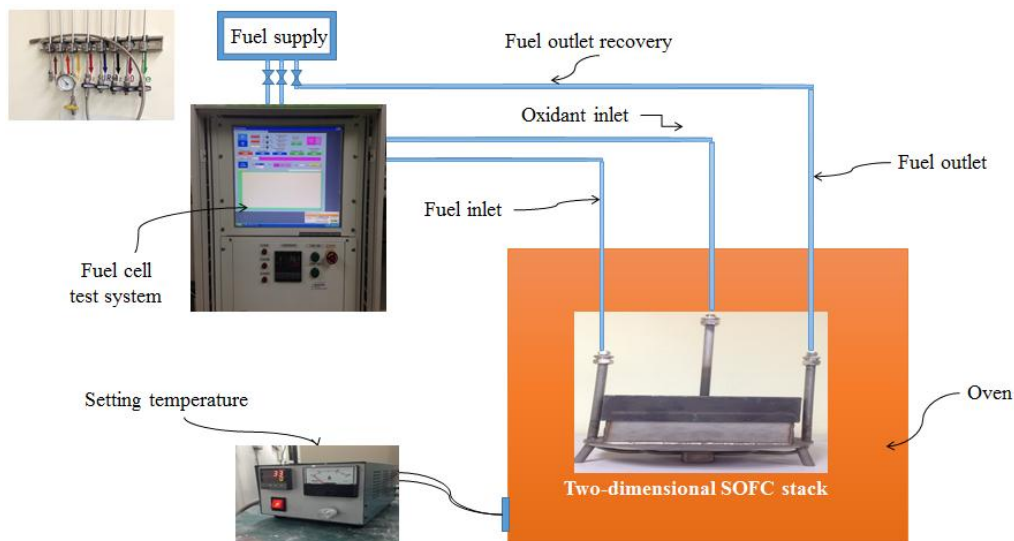 Fuel supply
Fuel outlet recovery
Oxidant inlet
Fuel outlet
Fuel inlet
Fuel cell
test system
Setting temperature
Oven
Two-dimensional SOFC stack